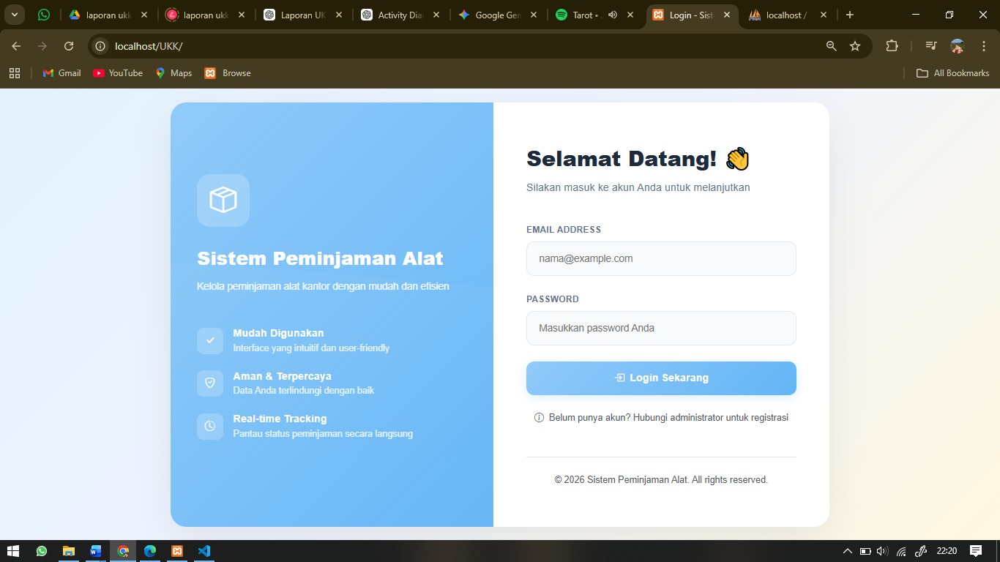 laporan ukk
laporan ukk
Laporan UK
Activity Dia
Google Gen
Tarot •
Login - Sist
localhost /
localhost/UKK/
Gmail
YouTube
Maps
Browse
All Bookmarks
Sistem Peminjaman Alat
Kelola peminjaman alat kantor dengan mudah dan efisien
Mudah Digunakan
Interface yang intuitif dan user-friendly
Aman & Terpercaya
Data Anda terlindungi dengan baik
Real-time Tracking
Pantau status peminjaman secara langsung
Selamat Datang! 👋
Silakan masuk ke akun Anda untuk melanjutkan
EMAIL ADDRESS
nama@example.com
PASSWORD
Masukkan password Anda
Login Sekarang
Belum punya akun? Hubungi administrator untuk registrasi
© 2026 Sistem Peminjaman Alat. All rights reserved.
22:20